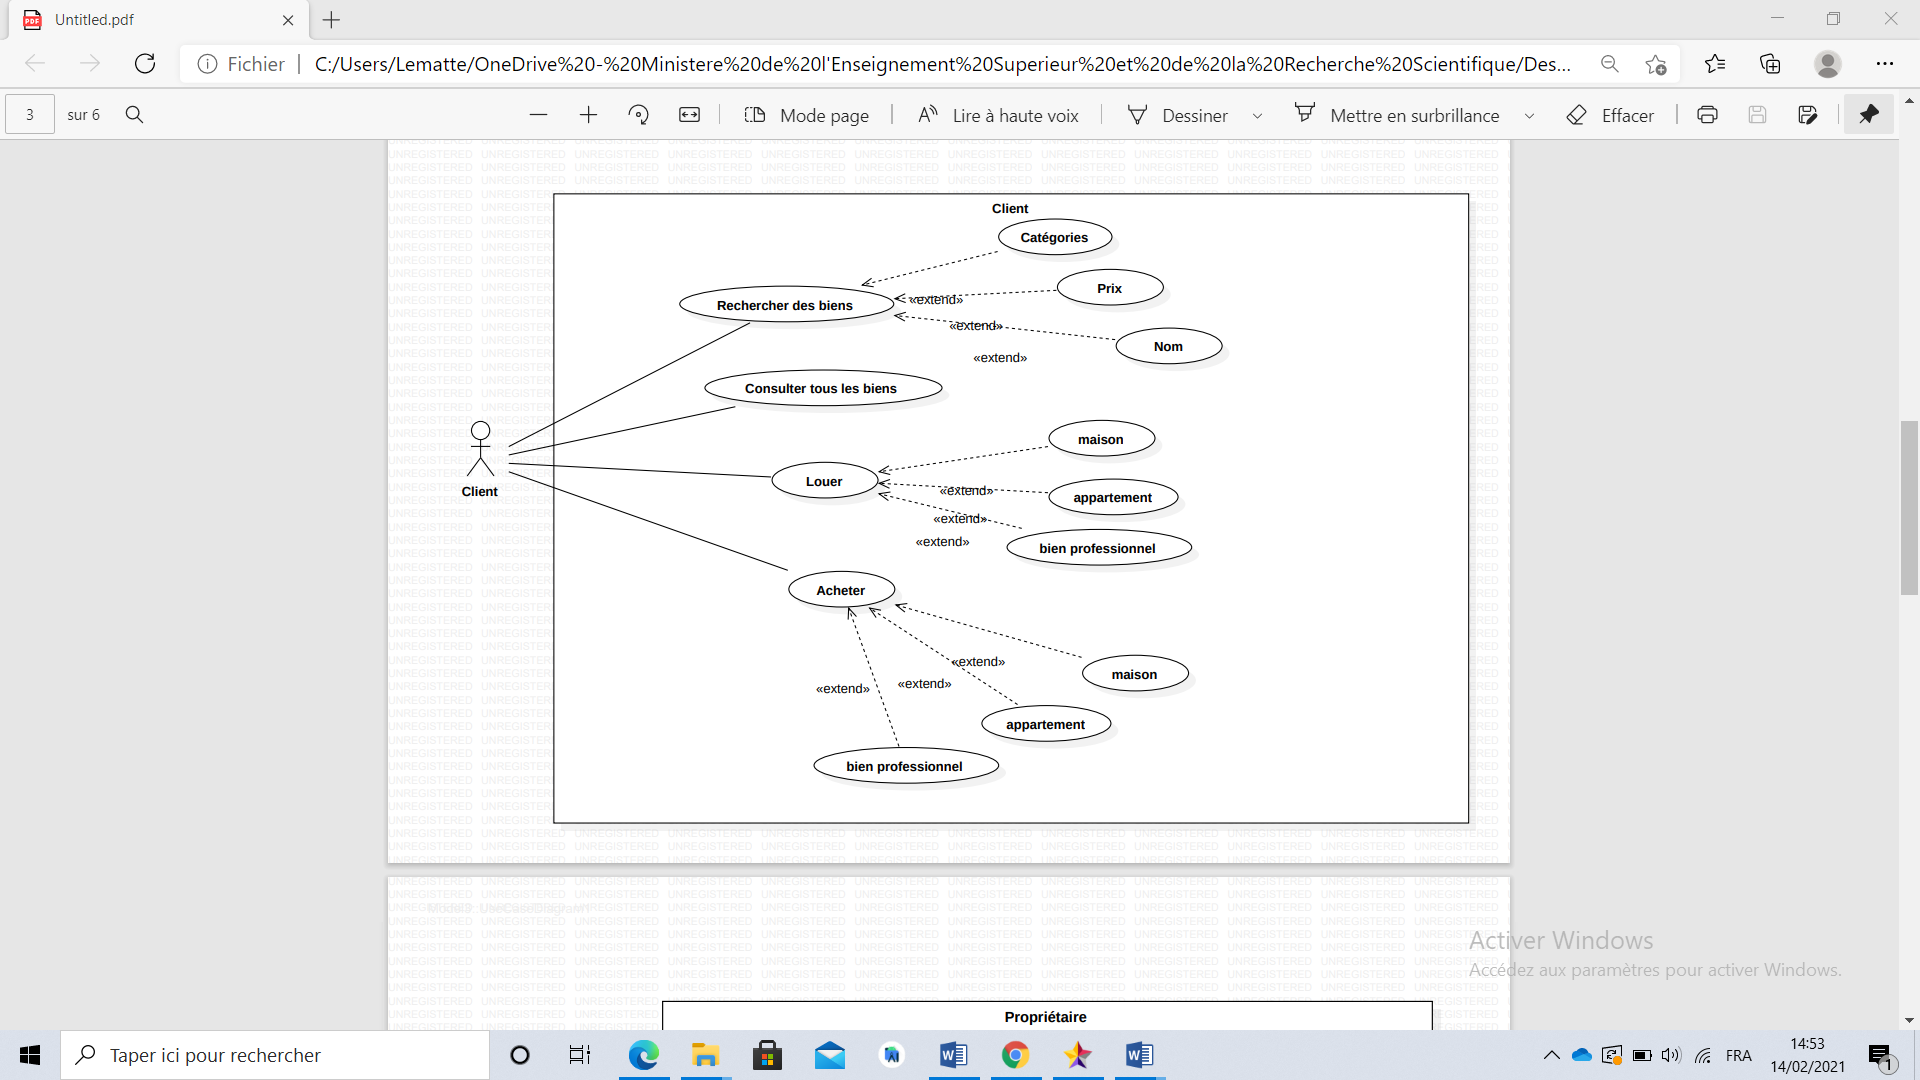 Untitled.pdf
Fichier
C:/Users/Lematte/OneDrive%20-%20Ministere%20de%20l'Enseignement%20Superieur%20et%20de%20la%20Recherche%20Scientifique/Des...
3 sur 6
Mode page
Lire à haute voix
Dessiner
Mettre en surbrillance
Effacer
Client
Catégories
Prix
Rechercher des biens
«extend»
«extend»
Nom
«extend»
Consulter tous les biens
maison
Louer
Client
«extend»
appartement
«extend»
«extend»
bien professionnel
Acheter
«extend»
maison
«extend»
«extend»
appartement
bien professionnel
Activer Windows
Accédez aux paramètres pour activer Windows.
Propriétaire
Taper ici pour rechercher
FRA
14:53
14/02/2021
1